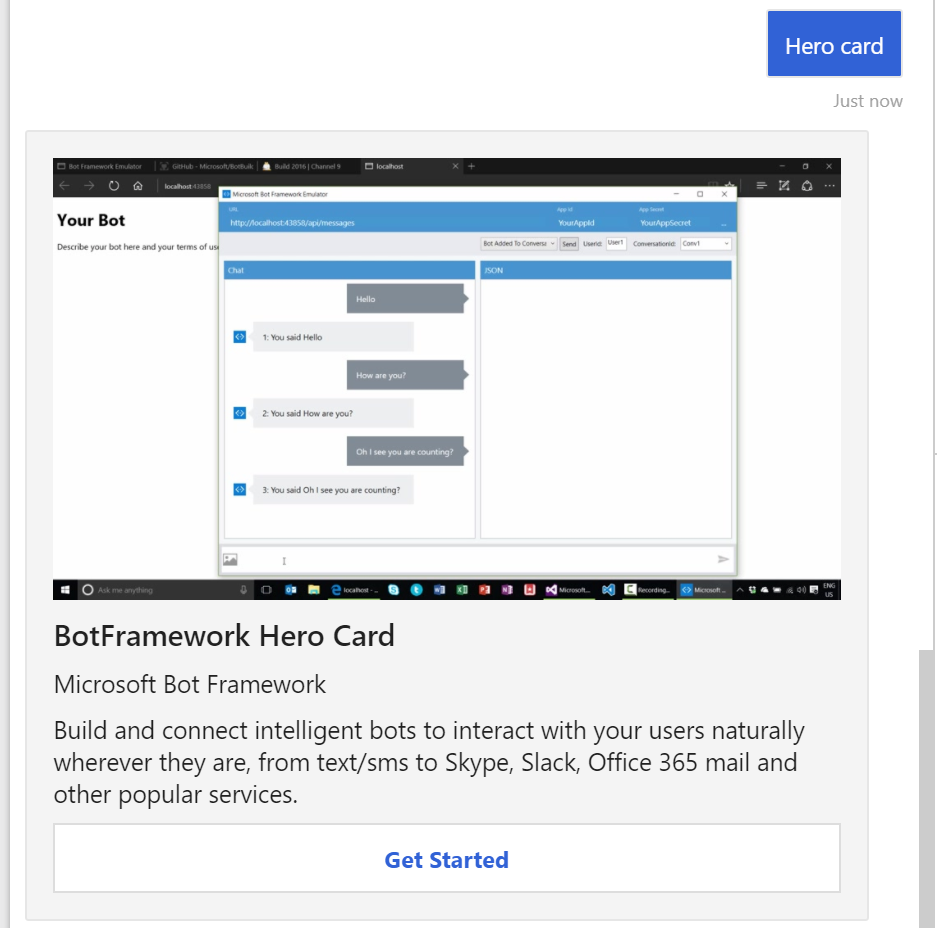 Hero card
Just now
Bot Framework Emulator
GitHub - Microsoft/BotBuild
Build 2016 | Channel 9
localhost
localhost:43858
Your Bot
Describe your bot here and your terms of use
Microsoft Bot Framework Emulator
URL
App Id
App Secret
http://localhost:43858/api/messages
YourAppId
YourAppSecret
...
Bot Added To Conversa
Send
UserId:
User1
ConversationId:
Conv1
Chat
JSON
Hello
1: You said Hello
How are you?
2: You said How are you?
Oh I see you are counting?
3: You said Oh I see you are counting?
Ask me anything
localhost - ...
Microsoft...
Recording...
Microsoft ...
ENG
US
BotFramework Hero Card
Microsoft Bot Framework
Build and connect intelligent bots to interact with your users naturally
wherever they are, from text/sms to Skype, Slack, Office 365 mail and
other popular services.
Get Started